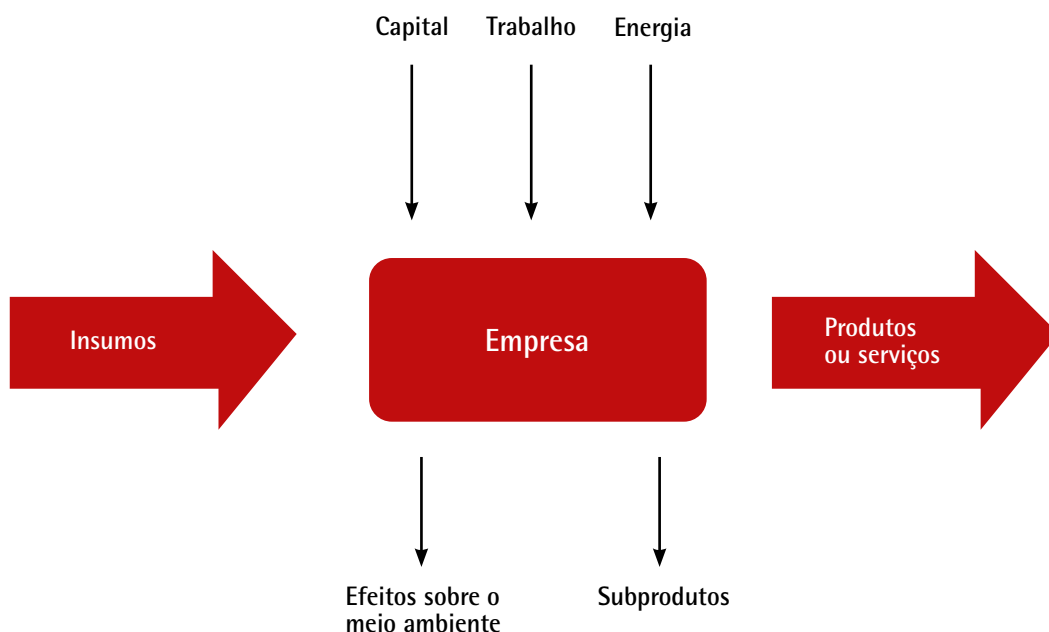 Capital Trabalho Energia
Insumos
Empresa
Produtos
ou serviços
Efeitos sobre o
meio ambiente
Subprodutos